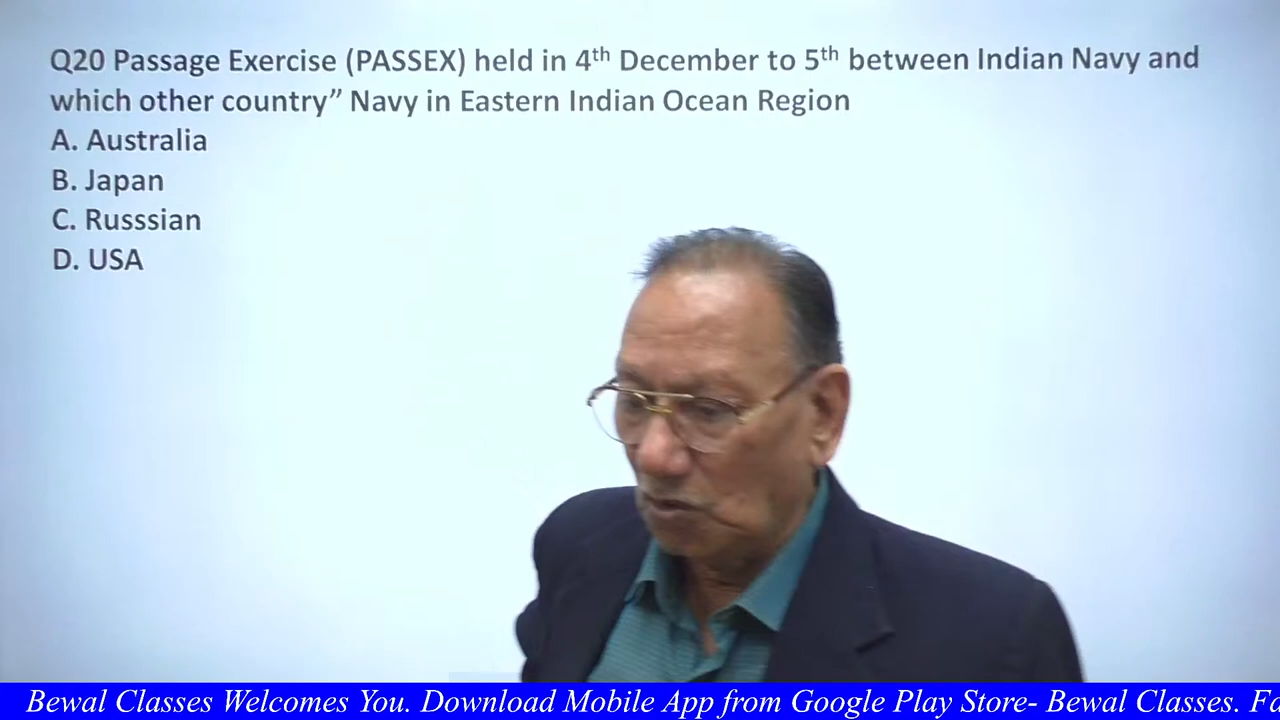 Q20 Passage Exercise (PASSEX) held in 4th December to 5th between Indian Navy and
which other country” Navy in Eastern Indian Ocean Region
A. Australia
B. Japan
C. Russsian
D. USA
Bewal Classes Welcomes You. Download Mobile App from Google Play Store- Bewal Classes.